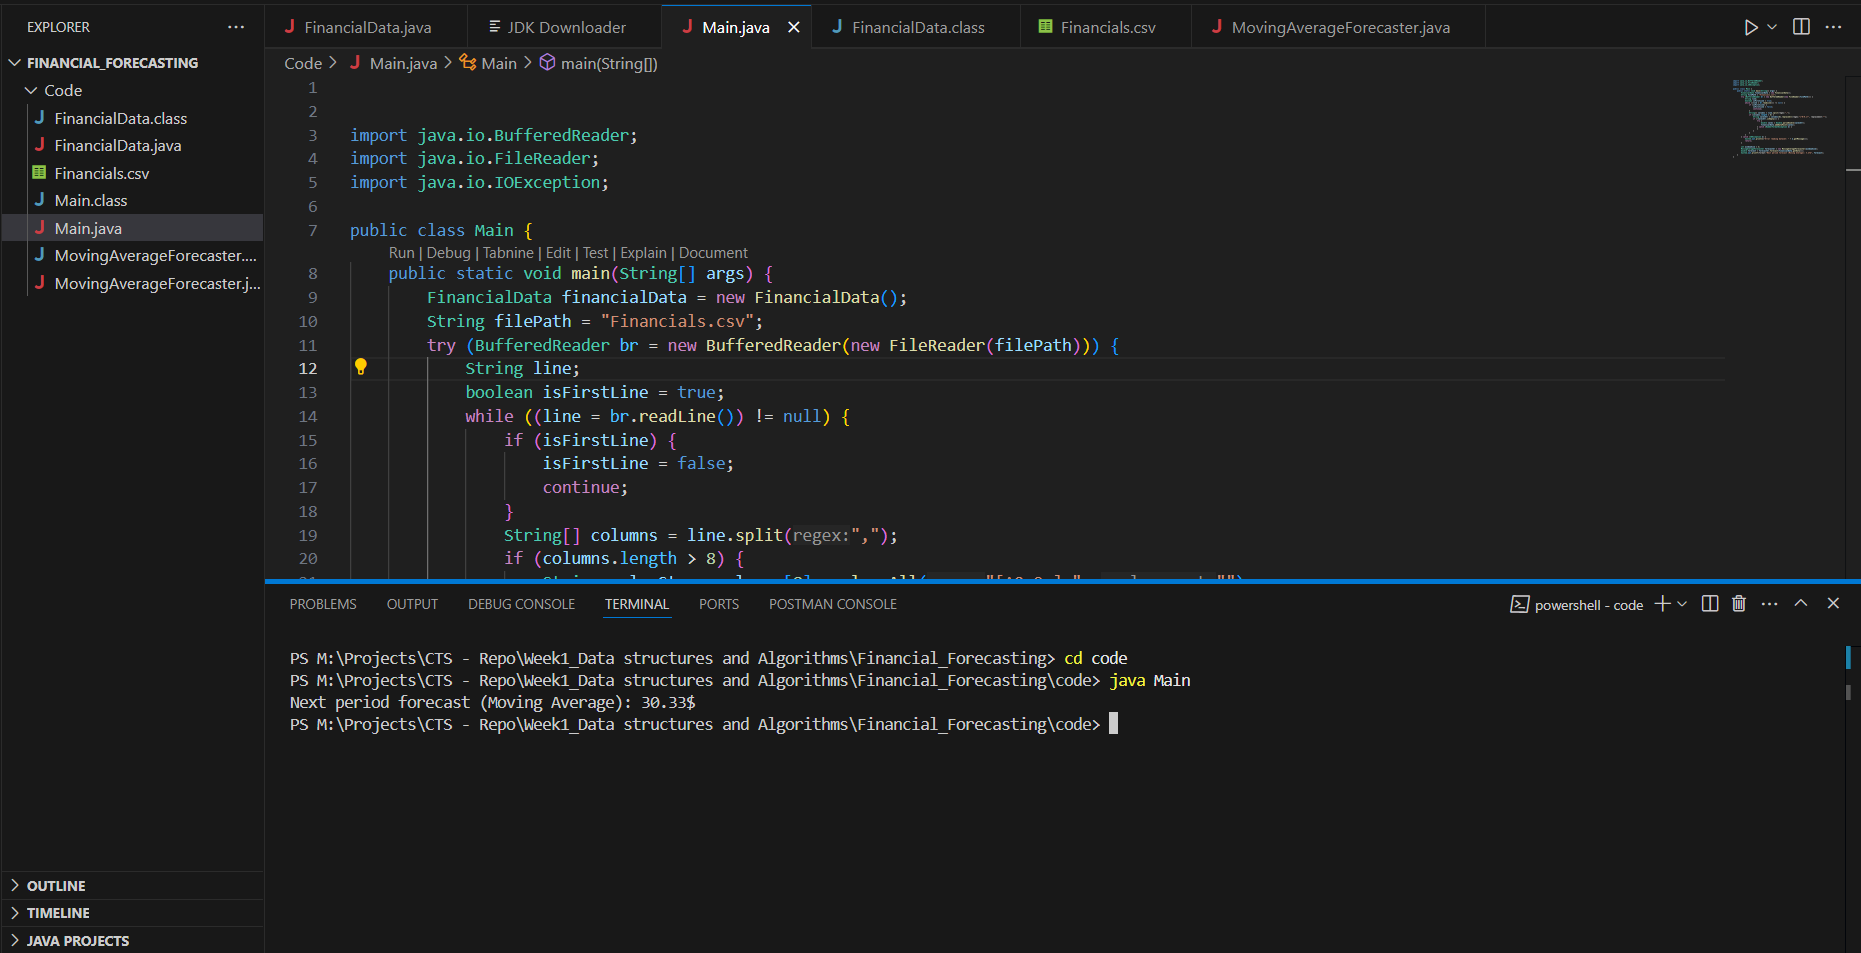 EXPLORER
FINANCIAL_FORECASTING
Code
FinancialData.class
FinancialData.java
Financials.csv
Main.class
Main.java
MovingAverageForecaster....
MovingAverageForecaster.j...
OUTLINE
TIMELINE
JAVA PROJECTS
FinancialData.java
JDK Downloader
Main.java
FinancialData.class
Financials.csv
MovingAverageForecaster.java
Code > Main.java > Main > main(String[])
1
2
3 import java.io.BufferedReader;
4 import java.io.FileReader;
5 import java.io.IOException;
6
7 public class Main {
Run | Debug | Tabnine | Edit | Test | Explain | Document
8 public static void main(String[] args) {
9 FinancialData financialData = new FinancialData();
10 String filePath = "Financials.csv";
11 try (BufferedReader br = new BufferedReader(new FileReader(filePath))) {
12 String line;
13 boolean isFirstLine = true;
14 while ((line = br.readLine()) != null) {
15 if (isFirstLine) {
16 isFirstLine = false;
17 continue;
18 }
19 String[] columns = line.split(regex:",");
20 if (columns.length > 8) {
PROBLEMS OUTPUT DEBUG CONSOLE TERMINAL PORTS POSTMAN CONSOLE
powershell - code
PS M:\Projects\CTS - Repo\Week1_Data structures and Algorithms\Financial_Forecasting> cd code
PS M:\Projects\CTS - Repo\Week1_Data structures and Algorithms\Financial_Forecasting\code> java Main
Next period forecast (Moving Average): 30.33$
PS M:\Projects\CTS - Repo\Week1_Data structures and Algorithms\Financial_Forecasting\code>